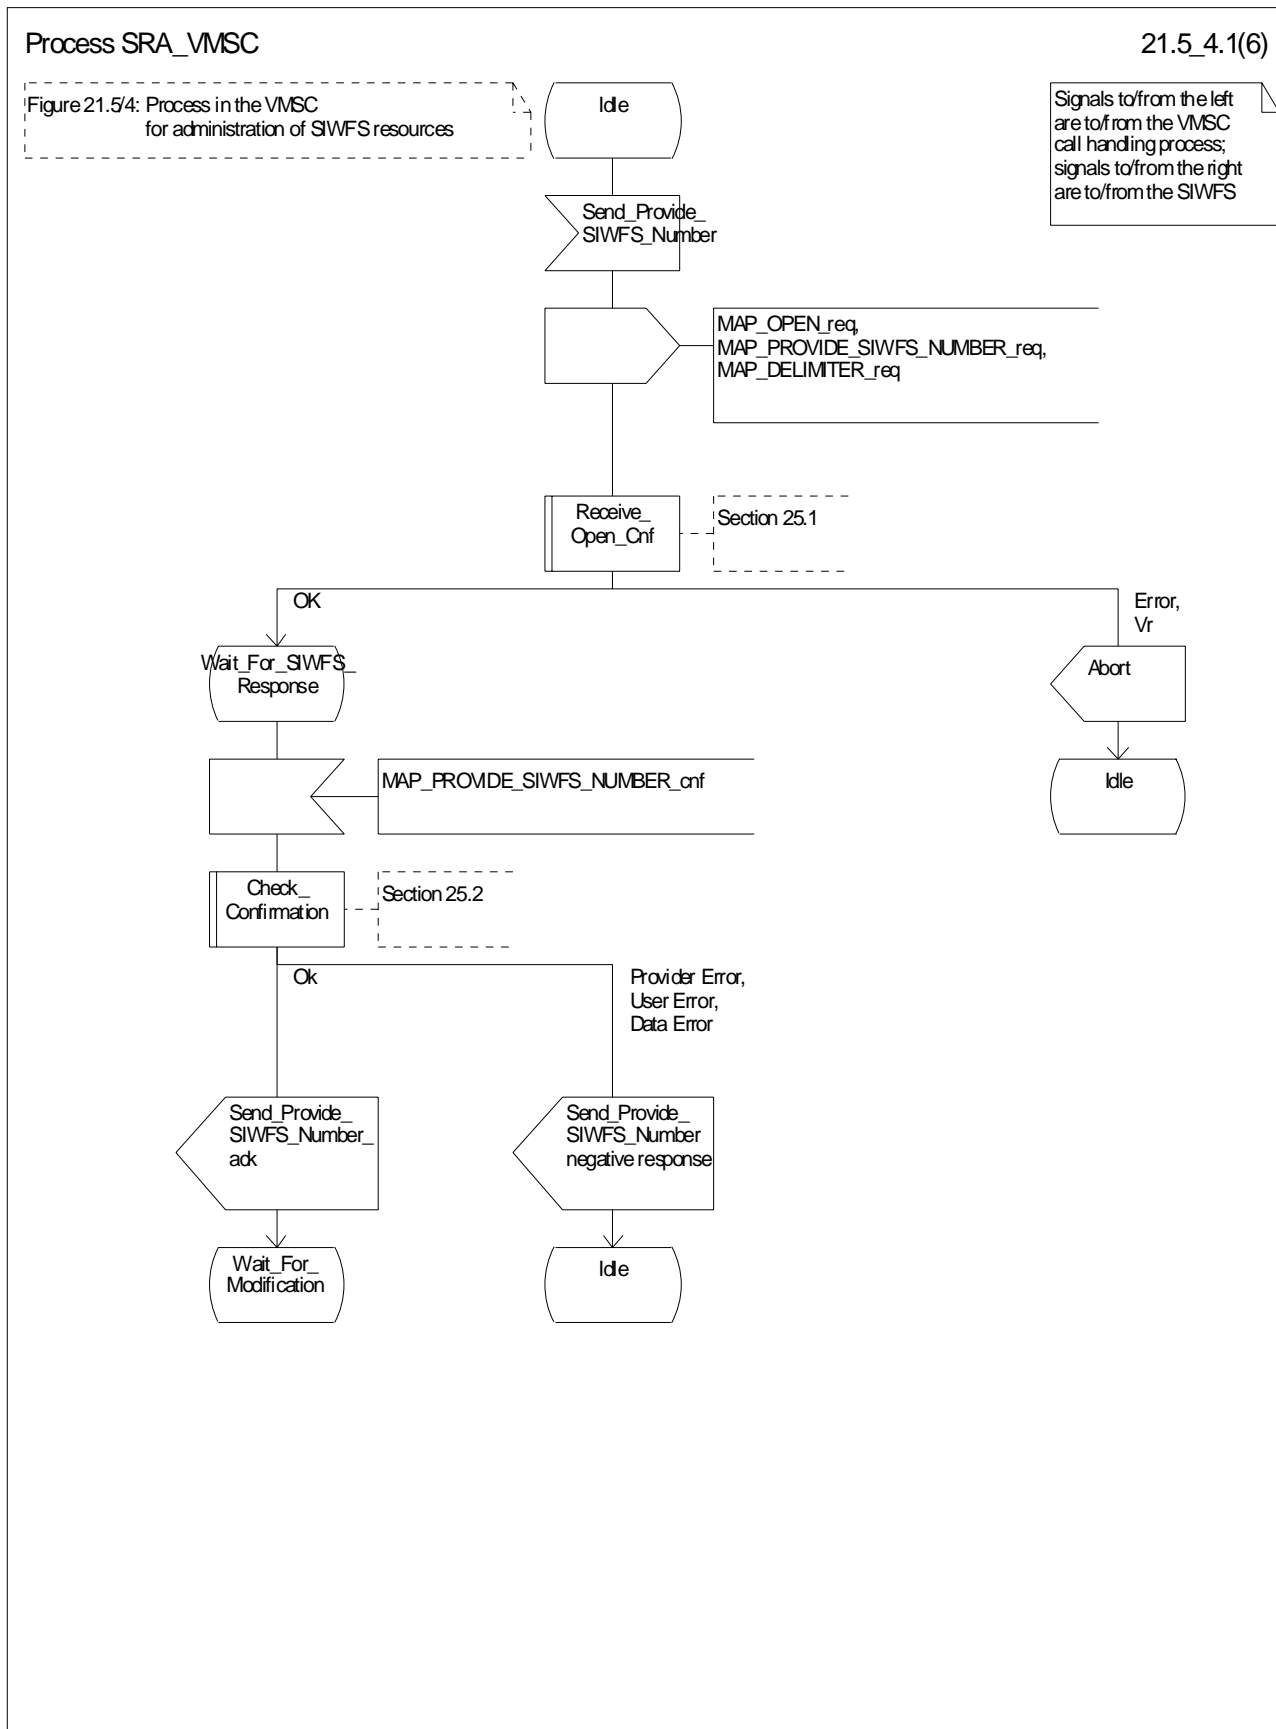 Process SRA_VMSC
21.5_4.1(6)
Figure 21.5/4: Process in the VMSC
for administration of SIWFS resources
Idle
Signals to/from the left
are to/from the VMSC
call handling process;
signals to/from the right
are to/from the SIWFS
Send_Provide_
SIWFS_Number
MAP_OPEN_req,
MAP_PROVIDE_SIWFS_NUMBER_req,
MAP_DELIMITER_req
Receive_
Open_Cnf
Section 25.1
OK
Error,
Vr
Wait_For_SIWFS_
Response
Abort
MAP_PROVIDE_SIWFS_NUMBER_cnf
Idle
Check_
Confirmation
Section 25.2
Ok
Provider Error,
User Error,
Data Error
Send_Provide_
SIWFS_Number_
ack
Send_Provide_
SIWFS_Number
negative response
Wait_For_
Modification
Idle